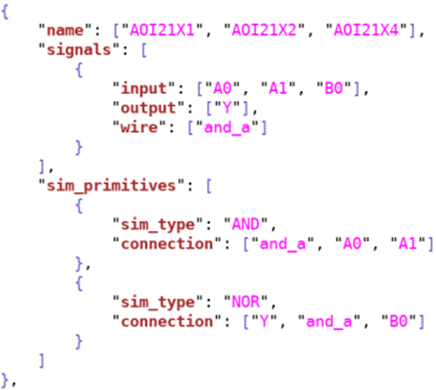 {
    "name": ["AOI21X1", "AOI21X2", "AOI21X4"],
    "signals": [
        {
            "input": ["A0", "A1", "B0"],
            "output": ["Y"],
            "wire": ["and_a"]
        }
    ],
    "sim_primitives": [
        {
            "sim_type": "AND",
            "connection": ["and_a", "A0", "A1"]
        },
        {
            "sim_type": "NOR",
            "connection": ["Y", "and_a", "B0"]
        }
    ]
},